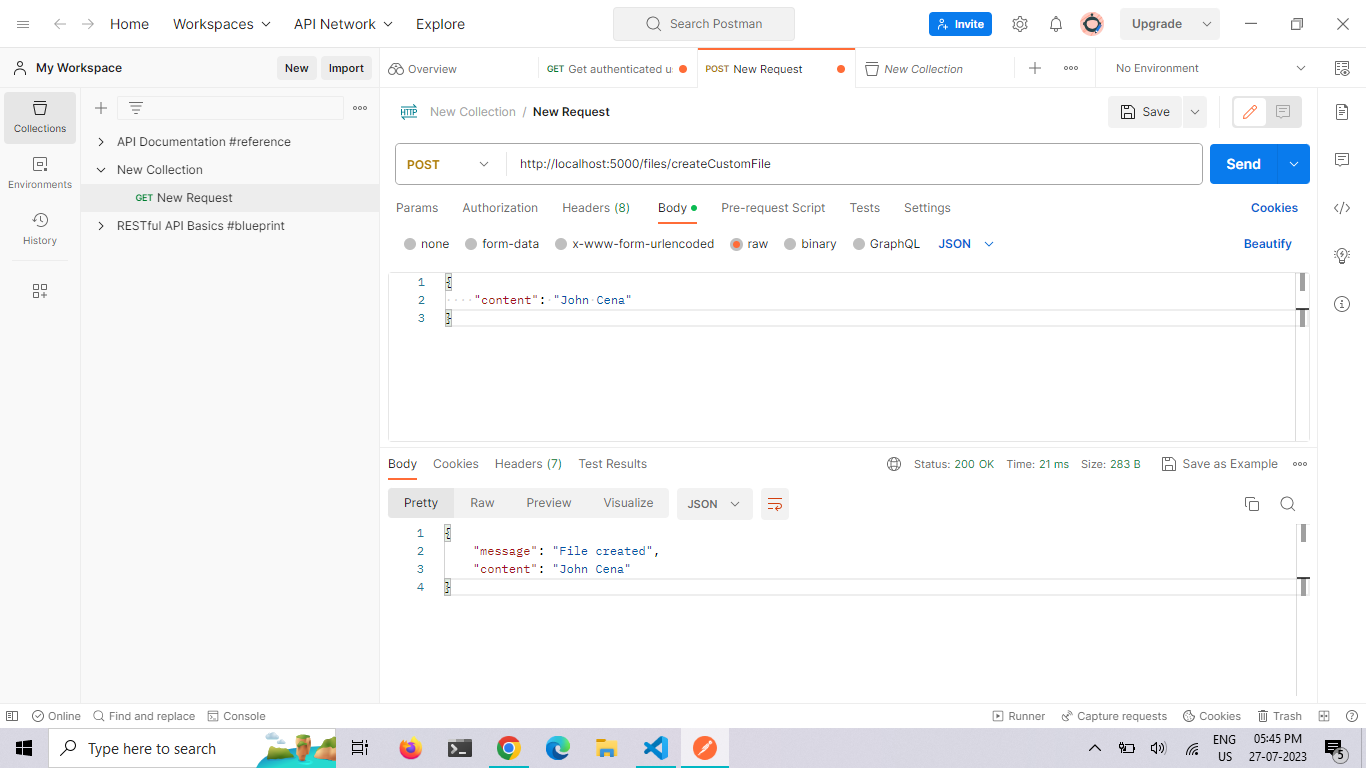 Home Workspaces API Network Explore Search Postman Invite Upgrade
My Workspace New Import Overview GET Get authenticated u POST New Request New Collection No Environment
Collections
Environments
History
API Documentation #reference
New Collection
GET New Request
RESTful API Basics #blueprint
HTTP New Collection / New Request Save
POST http://localhost:5000/files/createCustomFile Send
Params Authorization Headers (8) Body Pre-request Script Tests Settings Cookies
none form-data x-www-form-urlencoded raw binary GraphQL JSON Beautify
1 {
2 "content": "John Cena"
3 }
Body Cookies Headers (7) Test Results Status: 200 OK Time: 21 ms Size: 283 B Save as Example
Pretty Raw Preview Visualize JSON
1 {
2 "message": "File created",
3 "content": "John Cena"
4 }
Online Find and replace Console Runner Capture requests Cookies Trash
Type here to search ENG 05:45 PM
US 27-07-2023 5